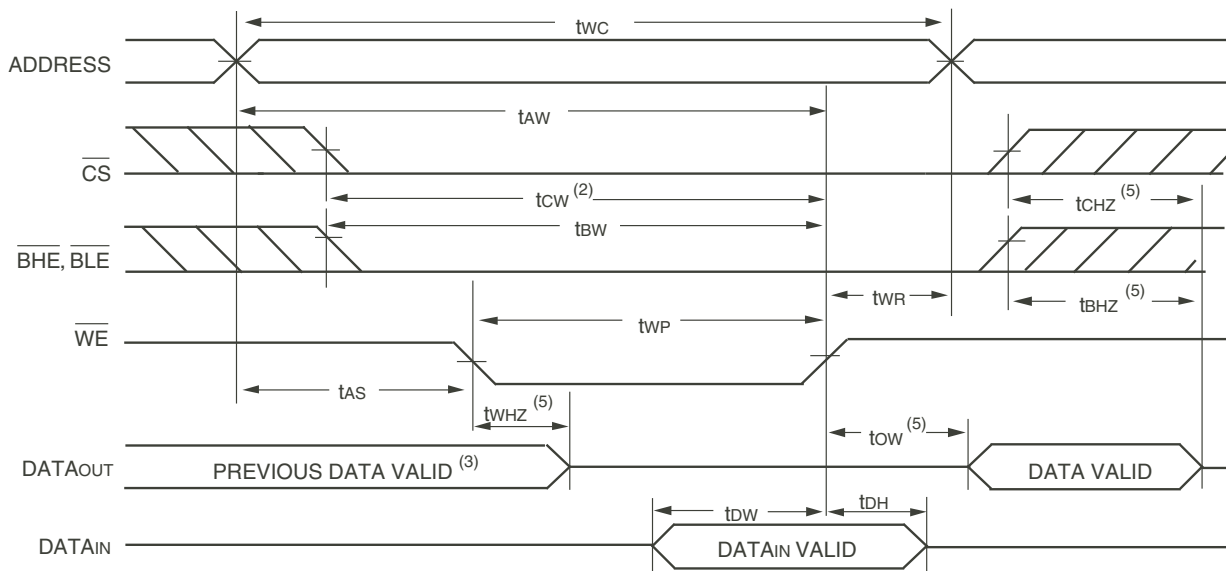 tWC
ADDRESS
tAW
CS
tCW (2)
tCHZ (5)
tBW
BHE, BLE
tWR
tBHZ (5)
tWP
WE
tAS
tWHZ (5)
tOW (5)
DATAOUT
PREVIOUS DATA VALID (3)
DATA VALID
tDW
tDH
DATAIN
DATAIN VALID